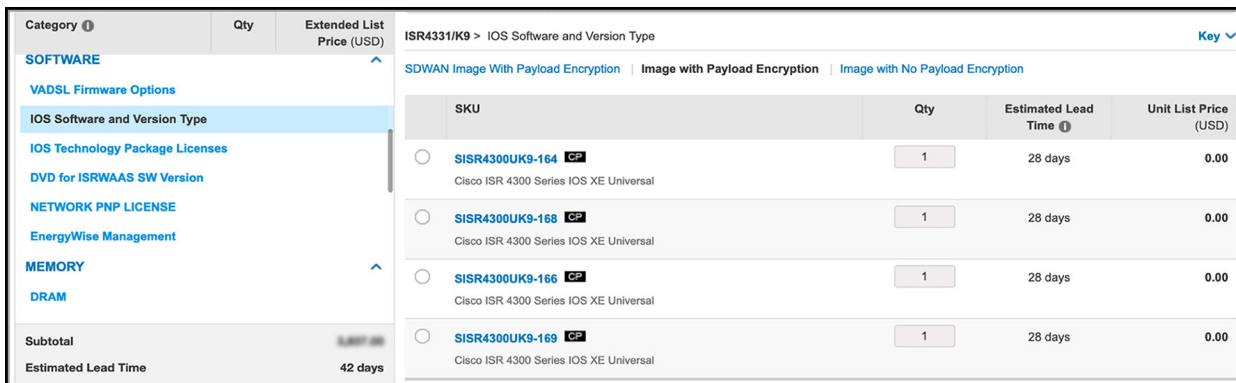 Category
Qty
Extended List
Price (USD)
SOFTWARE
VADSL Firmware Options
IOS Software and Version Type
IOS Technology Package Licenses
DVD for ISRWAAS SW Version
NETWORK PNP LICENSE
EnergyWise Management
MEMORY
DRAM
Subtotal
Estimated Lead Time 42 days
ISR4331/K9 > IOS Software and Version Type
Key
SDWAN Image With Payload Encryption | Image with Payload Encryption | Image with No Payload Encryption
SKU
Qty
Estimated Lead
Time
Unit List Price
(USD)
SISR4300UK9-164 CP 1 28 days 0.00
Cisco ISR 4300 Series IOS XE Universal
SISR4300UK9-168 CP 1 28 days 0.00
Cisco ISR 4300 Series IOS XE Universal
SISR4300UK9-166 CP 1 28 days 0.00
Cisco ISR 4300 Series IOS XE Universal
SISR4300UK9-169 CP 1 28 days 0.00
Cisco ISR 4300 Series IOS XE Universal